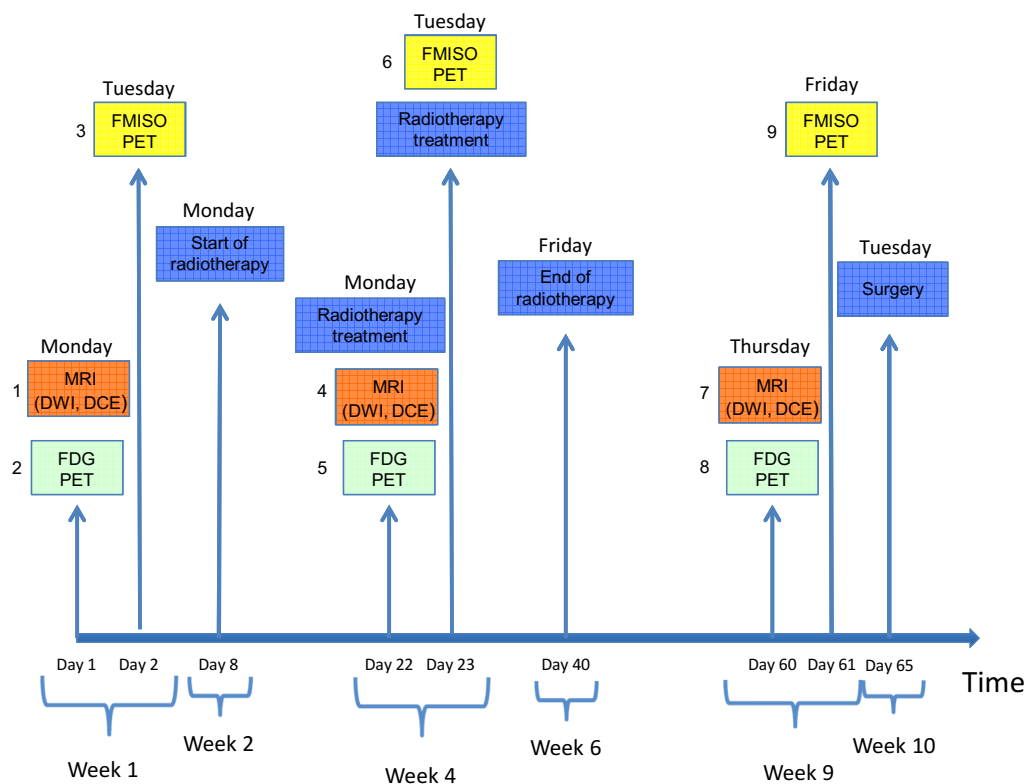 Tuesday
3
FMISO
PET
Monday
Start of
radiotherapy
Monday
1
MRI
(DWI, DCE)
2
FDG
PET
Tuesday
6
FMISO
PET
Radiotherapy
treatment
Monday
Radiotherapy
treatment
4
MRI
(DWI, DCE)
5
FDG
PET
Friday
End of
radiotherapy
Friday
9
FMISO
PET
Tuesday
Surgery
Thursday
7
MRI
(DWI, DCE)
8
FDG
PET
Day 1
Day 2
Day 8
Day 22
Day 23
Day 40
Day 60
Day 61
Day 65
Time
Week 1
Week 2
Week 4
Week 6
Week 9
Week 10